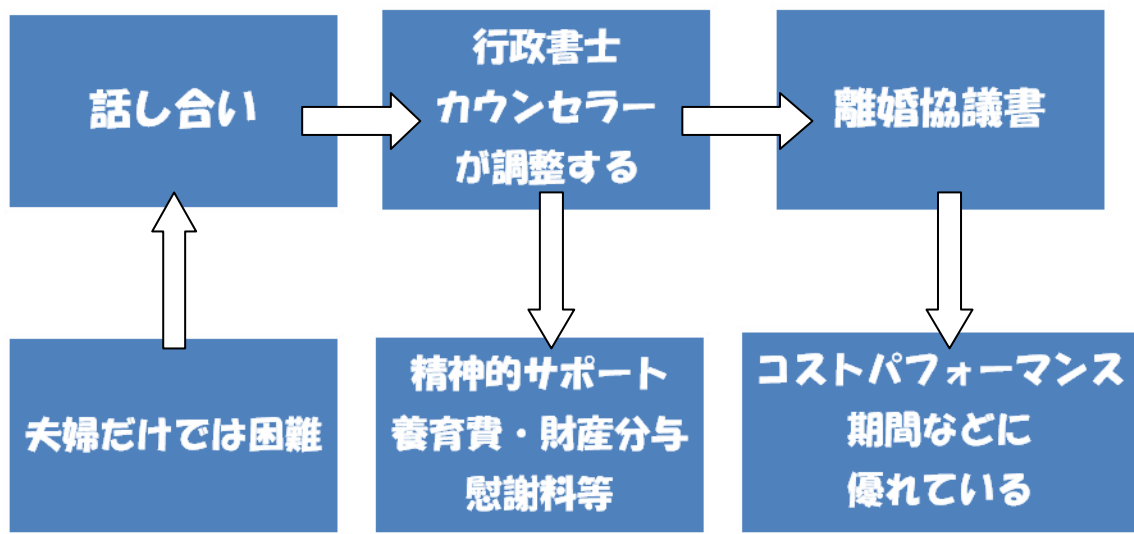 話し合い
行政書士
カウンセラー
が調整する
離婚協議書
夫婦だけでは困難
精神的サポート
養育費・財産分与
慰謝料等
コストパフォーマンス
期間などに
優れている